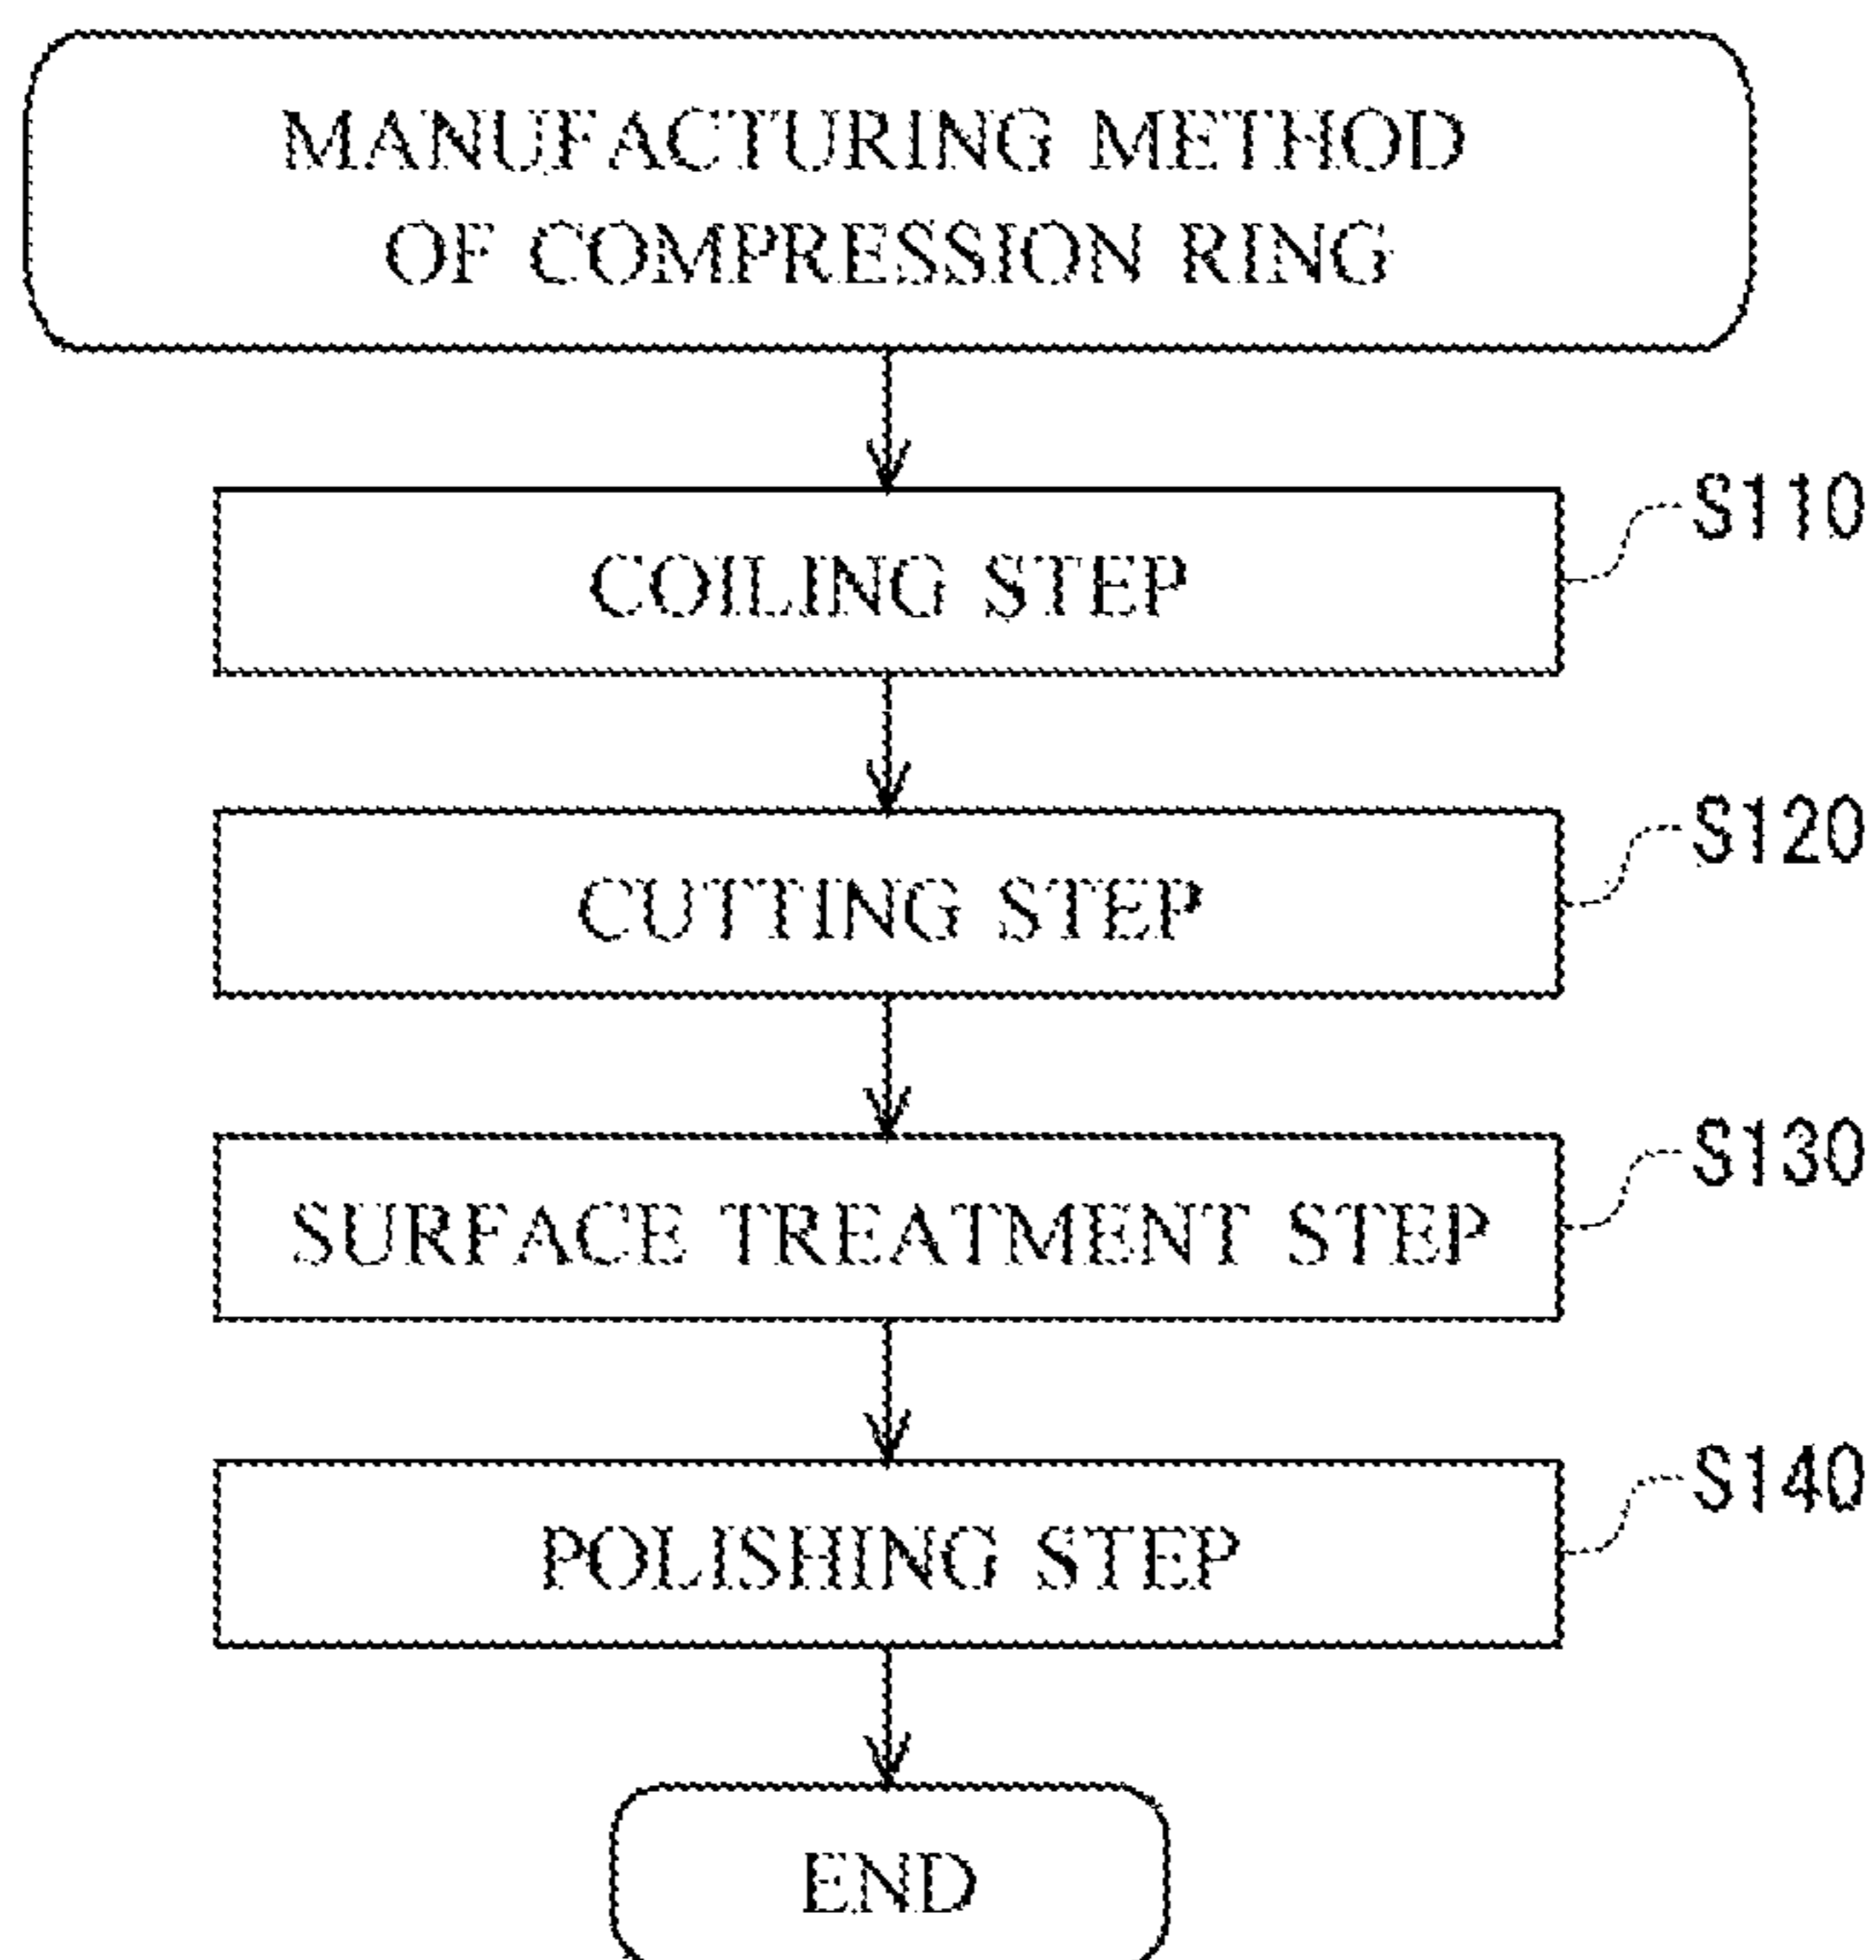 MANUFACTURING METHOD
OF COMPRESSION RING
S110
COILING STEP
S120
CUTTING STEP
S130
SURFACE TREATMENT STEP
S140
POLISHING STEP
END